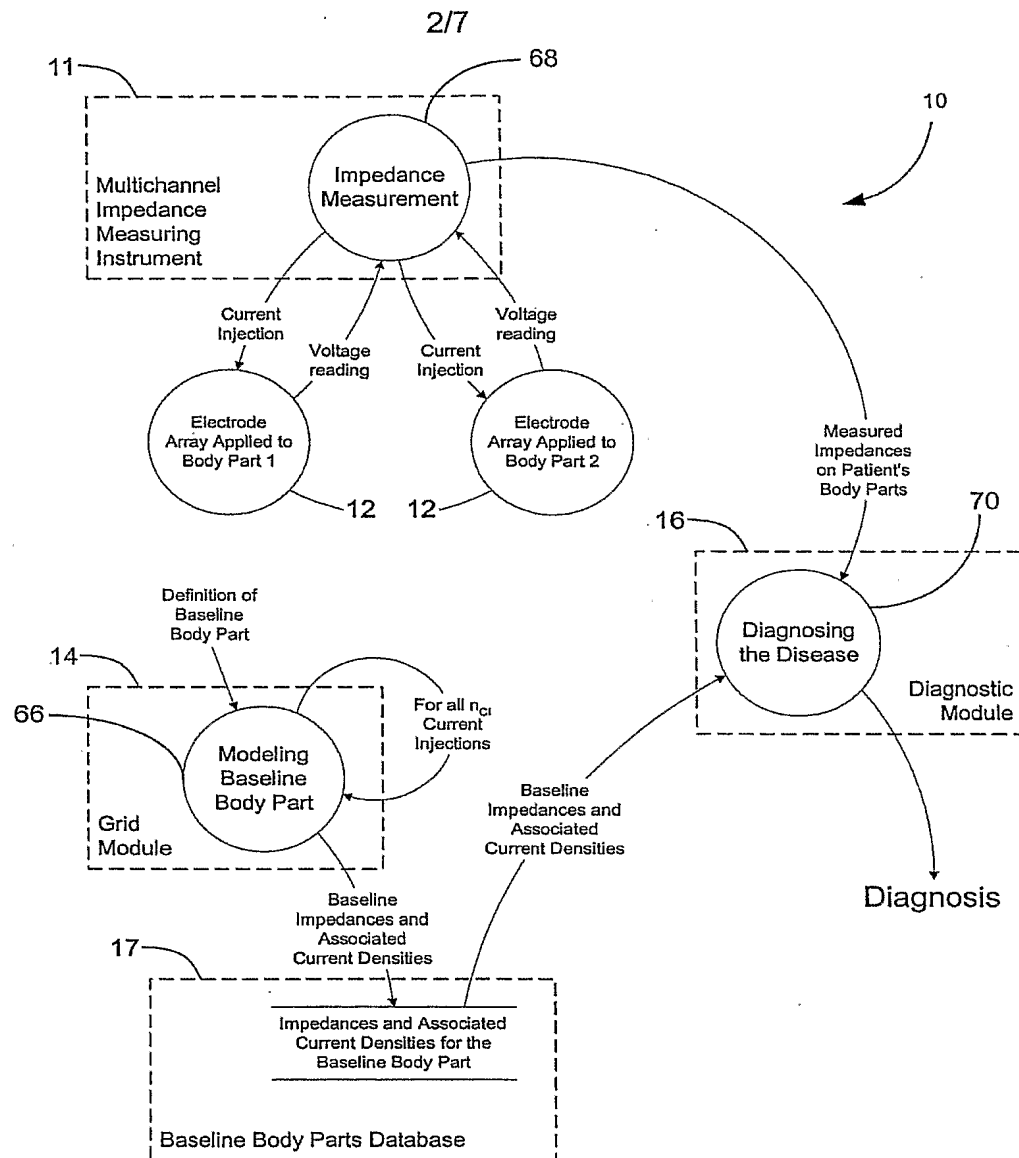 2/7
11
68
10
Multichannel
Impedance
Measuring
Instrument
Impedance
Measurement
Current
Injection
Voltage
reading
Current
Injection
Voltage
reading
Electrode
Array Applied to
Body Part 1
Electrode
Array Applied to
Body Part 2
12
12
Measured
Impedances
on Patient's
Body Parts
16
70
Diagnosing
the Disease
Diagnostic
Module
Definition of
Baseline
Body Part
14
66
For all nCI
Current
Injections
Modeling
Baseline
Body Part
Grid
Module
Baseline
Impedances and
Associated
Current Densities
Diagnosis
Baseline
Impedances and
Associated
Current Densities
17
Impedances and Associated
Current Densities for the
Baseline Body Part
Baseline Body Parts Database